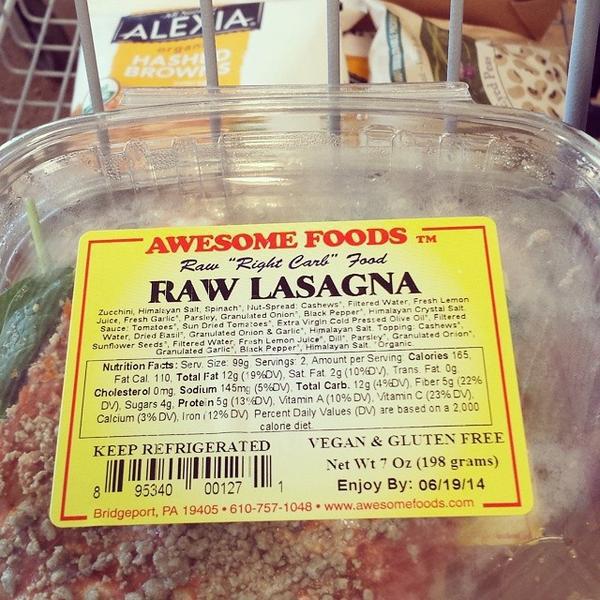 ALEXIA
organic
HASHED
BROWNS
AWESOME FOODS TM
Raw "Right Carb" Food
RAW LASAGNA
Zucchini, Himalayan Salt, Spinach*, Nut-Spread: Cashews*, Filtered Water, Fresh Lemon
Juice, Fresh Garlic*, Parsley, Granulated Onion*, Black Pepper*, Himalayan Crystal Salt.
Sauce: Tomatoes*, Sun Dried Tomatoes*, Extra Virgin Cold Pressed Olive Oil*, Filtered
Water, Dried Basil*, Granulated Onion & Garlic*, Himalayan Salt. Topping: Cashews*,
Sunflower Seeds*, Filtered Water, Fresh Lemon Juice*, Dill*, Parsley*, Granulated Onion*,
Granulated Garlic*, Black Pepper*, Himalayan Salt. *Organic
Nutrition Facts: Serv. Size: 99g Servings: 2, Amount per Serving: Calories 165,
Fat Cal. 110, Total Fat 12g (19%DV), Sat. Fat. 2g (10%DV), Trans. Fat. 0g,
Cholesterol 0mg, Sodium 145mg (5%DV), Total Carb. 12g (4%DV), Fiber 5g (22%
DV), Sugars 4g, Protein 5g (13%DV), Vitamin A (10% DV), Vitamin C (23% DV),
Calcium (3% DV), Iron (12% DV) Percent Daily Values (DV) are based on a 2,000
calorie diet.
KEEP REFRIGERATED
VEGAN & GLUTEN FREE
Net Wt 7 Oz (198 grams)
Enjoy By: 06/19/14
8 95340 00127 1
Bridgeport, PA 19405 • 610-757-1048 • www.awesomefoods.com